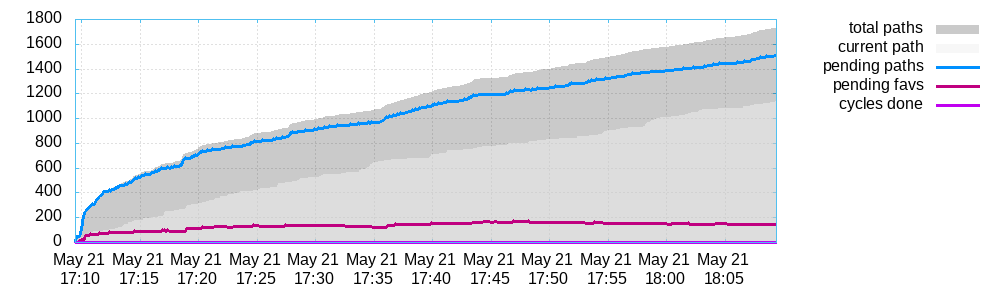 1800
1600
1400
1200
1000
800
600
400
200
0
May 21 May 21 May 21 May 21 May 21 May 21 May 21 May 21 May 21 May 21 May 21 May 21
17:10 17:15 17:20 17:25 17:30 17:35 17:40 17:45 17:50 17:55 18:00 18:05
total paths
current path
pending paths
pending favs
cycles done